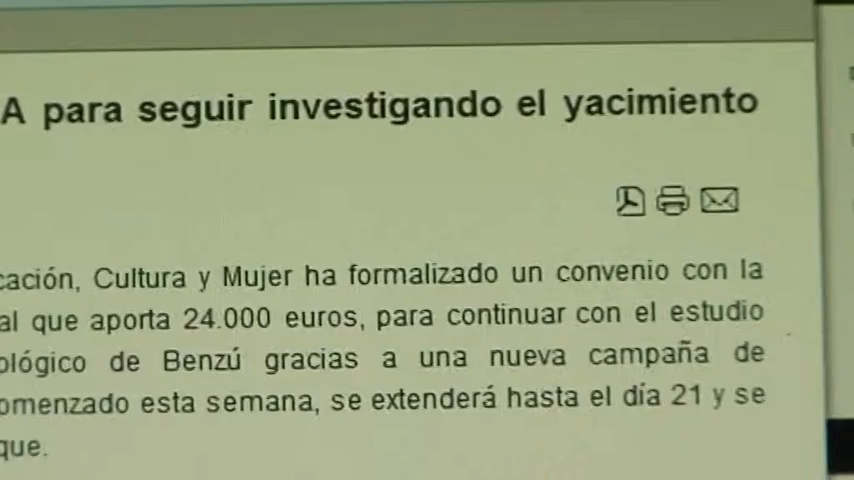 A para seguir investigando el yacimiento
cación, Cultura y Mujer ha formalizado un convenio con la
al que aporta 24.000 euros, para continuar con el estudio
ológico de Benzú gracias a una nueva campaña de
omenzado esta semana, se extenderá hasta el día 21 y se
que.